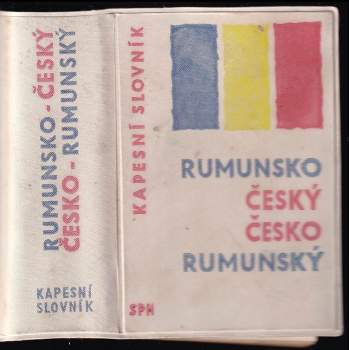 RUMUNSKO-ČESKÝ
ČESKO-RUMUNSKÝ
KAPESNÍ
SLOVNÍK
KAPESNÍ SLOVNÍK
RUMUNSKO
ČESKÝ
ČESKO
RUMUNSKÝ
SPN